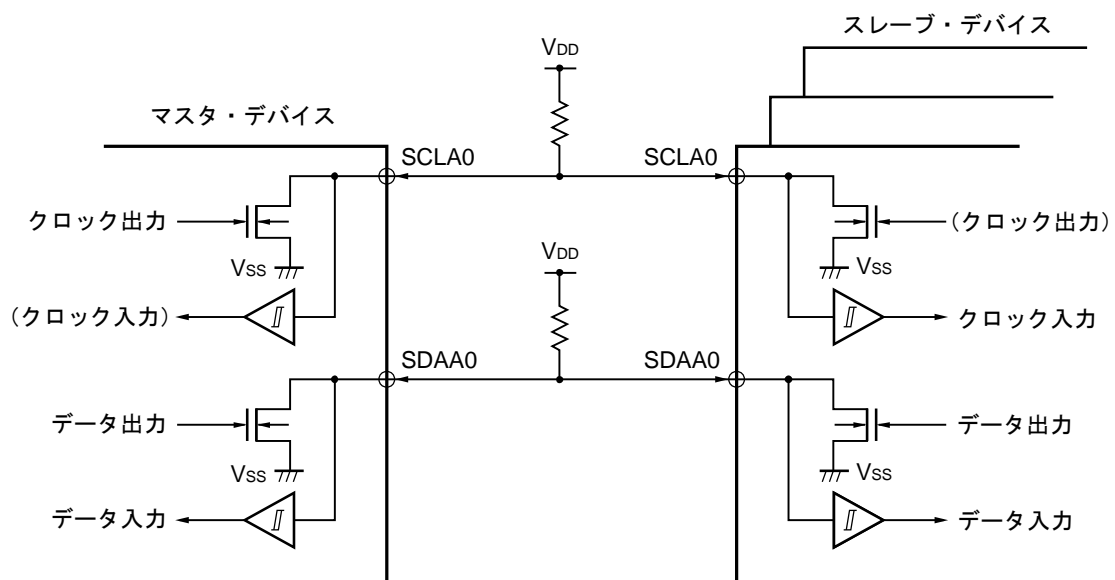 スレーブ・デバイス
VDD
マスタ・デバイス
SCLA0
SCLA0
クロック出力
(クロック出力)
VSS
VDD
VSS
(クロック入力)
クロック入力
SDAA0
SDAA0
データ出力
データ出力
VSS
VSS
データ入力
データ入力